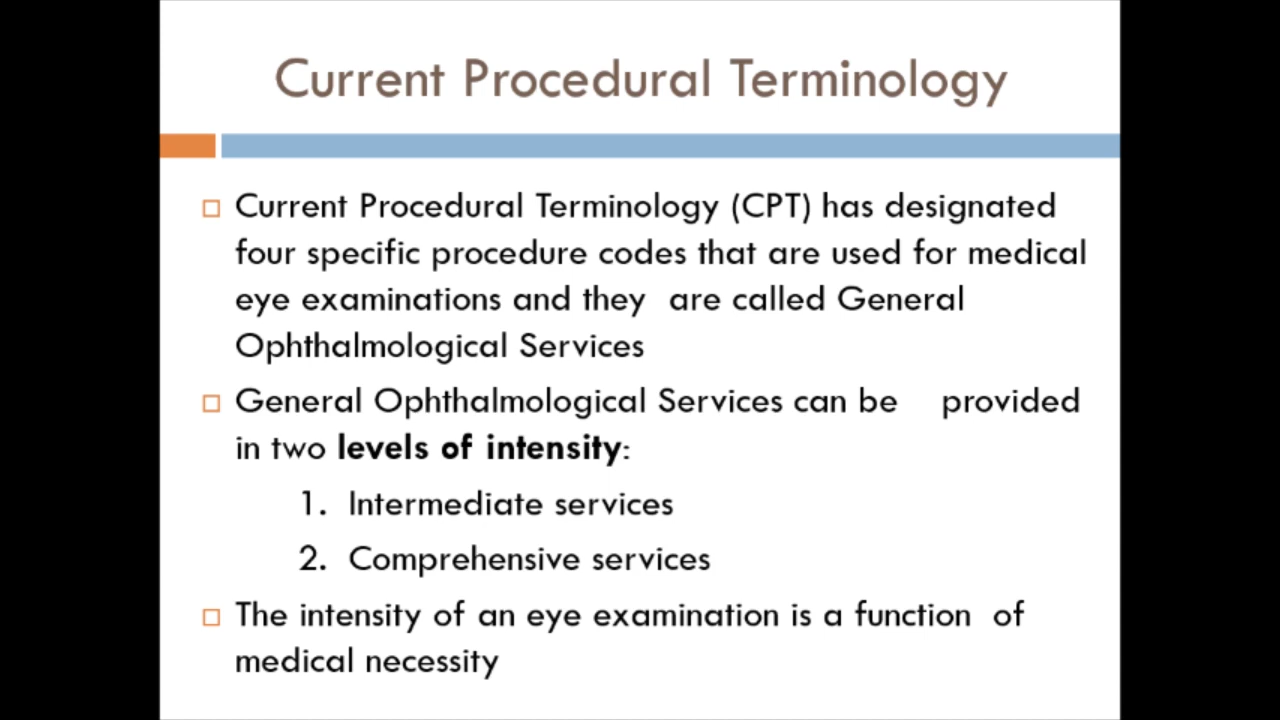 Current Procedural Terminology
Current Procedural Terminology (CPT) has designated
four specific procedure codes that are used for medical
eye examinations and they are called General
Ophthalmological Services
General Ophthalmological Services can be provided
in two levels of intensity:
1. Intermediate services
2. Comprehensive services
The intensity of an eye examination is a function of
medical necessity